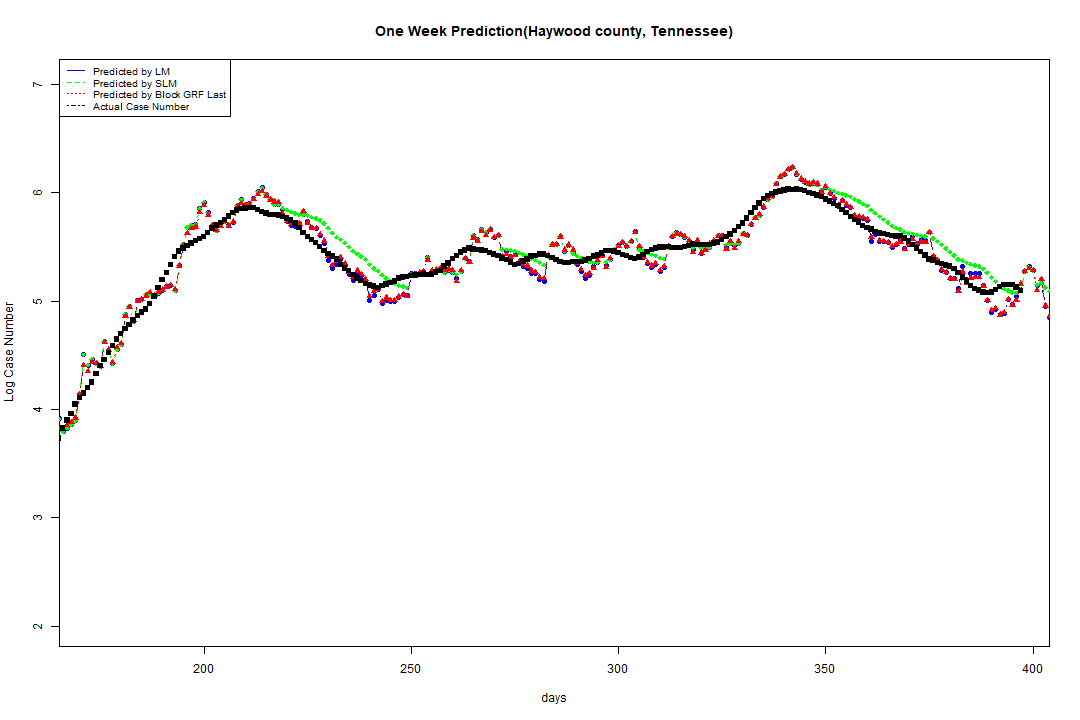 One Week Prediction(Haywood county, Tennessee)
Predicted by LM
Predicted by SLM
Predicted by Block GRF Last
Actual Case Number
7
6
5
4
3
2
Log Case Number
200 250 300 350 400
days